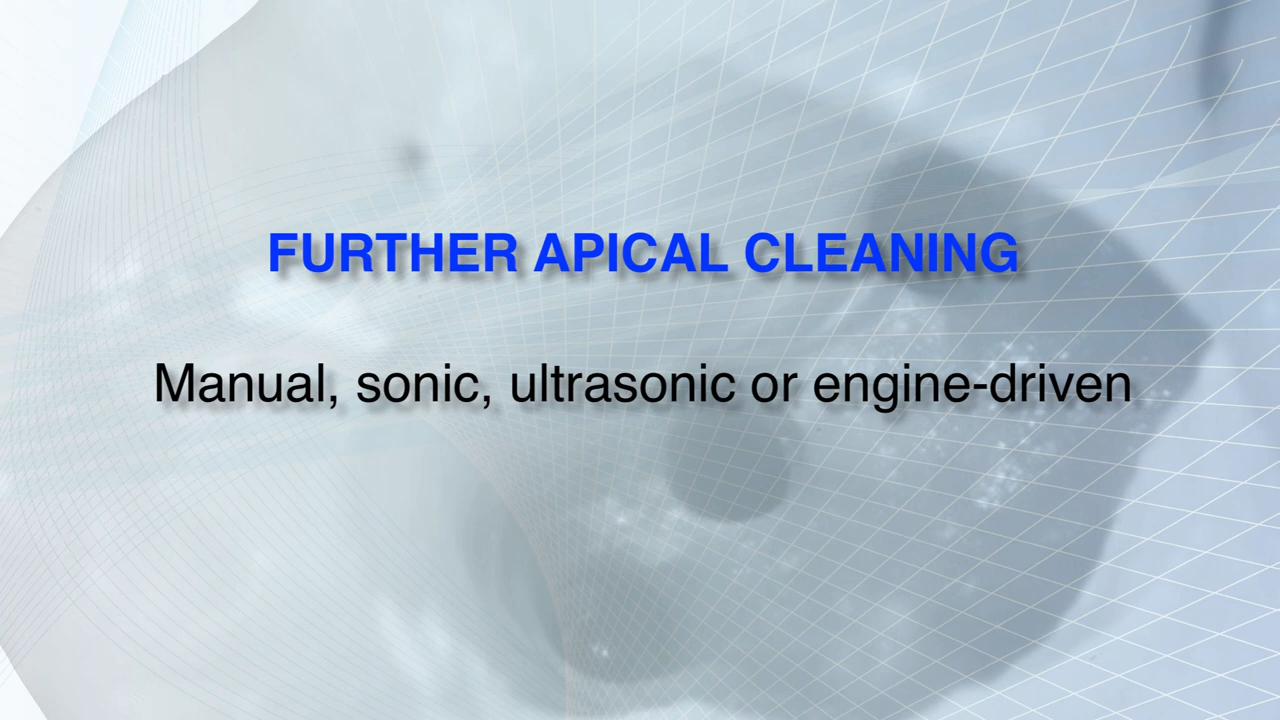 FURTHER APICAL CLEANING
Manual, sonic, ultrasonic or engine-driven